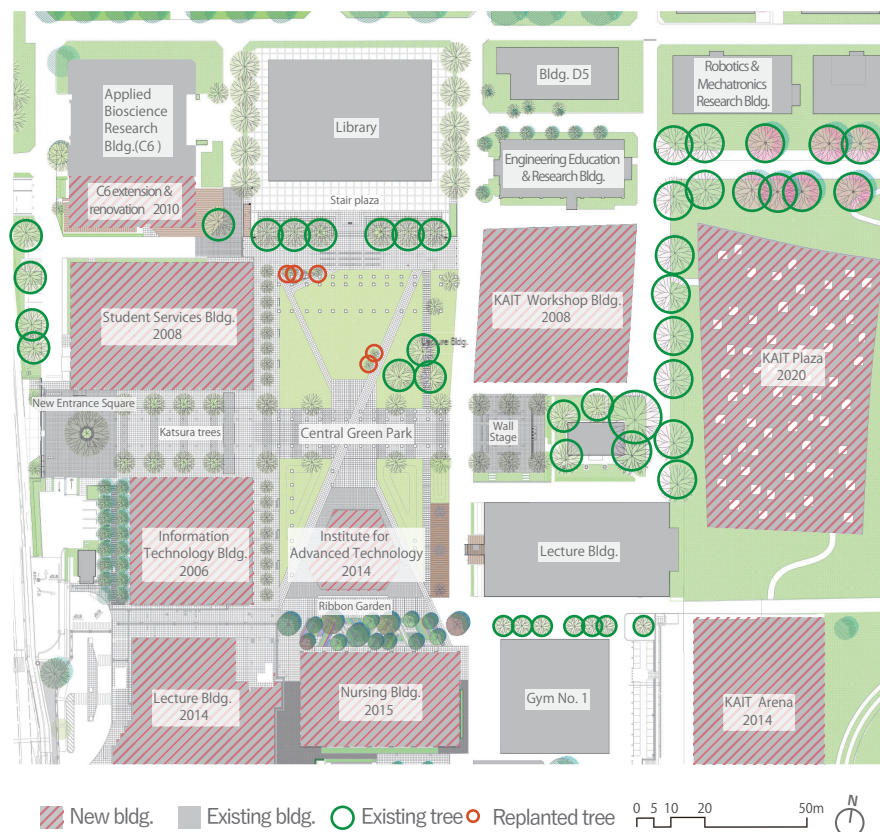 Applied
Bioscience
Research
Bldg.(C6 )
Library
Bldg. D5
Robotics &
Mechatronics
Research Bldg.
Engineering Education
& Research Bldg.
C6 extension &
renovation 2010
Stair plaza
Student Services Bldg.
2008
KAIT Workshop Bldg.
2008
KAIT Plaza
2020
Lecture Bldg.
New Entrance Square
Katsura trees
Central Green Park
Wall
Stage
Information
Technology Bldg.
2006
Institute for
Advanced Technology
2014
Lecture Bldg.
Ribbon Garden
Lecture Bldg.
2014
Nursing Bldg.
2015
Gym No. 1
KAIT Arena
2014
New bldg.
Existing bldg.
Existing tree
Replanted tree
0 5 10 20 50m
N